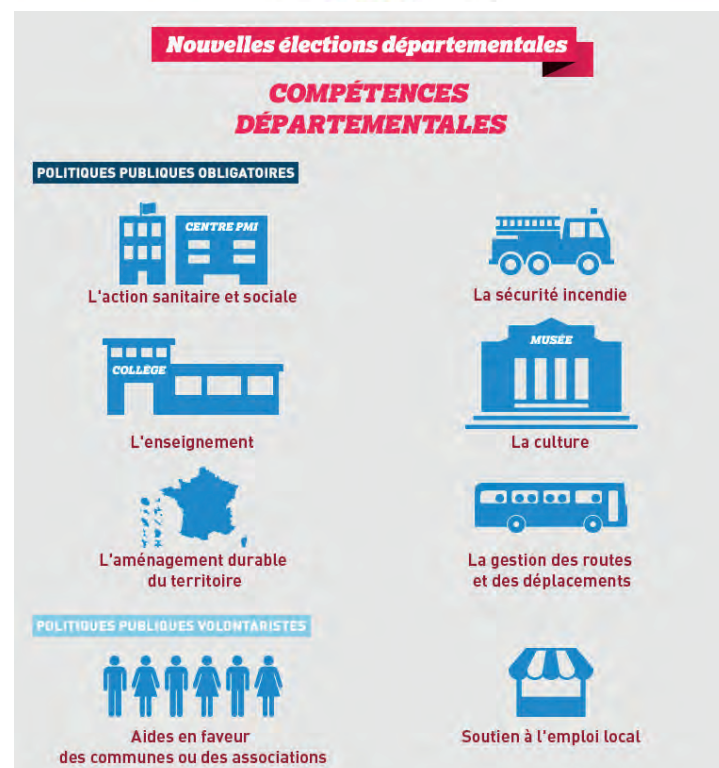 Nouvelles élections départementales
COMPÉTENCES
DÉPARTEMENTALES
POLITIQUES PUBLIQUES OBLIGATOIRES
CENTRE PMI
L'action sanitaire et sociale
La sécurité incendie
COLLÈGE
L'enseignement
MUSÉE
La culture
L'aménagement durable
du territoire
La gestion des routes
et des déplacements
POLITIQUES PUBLIQUES VOLONTARISTES
Aides en faveur
des communes ou des associations
Soutien à l'emploi local